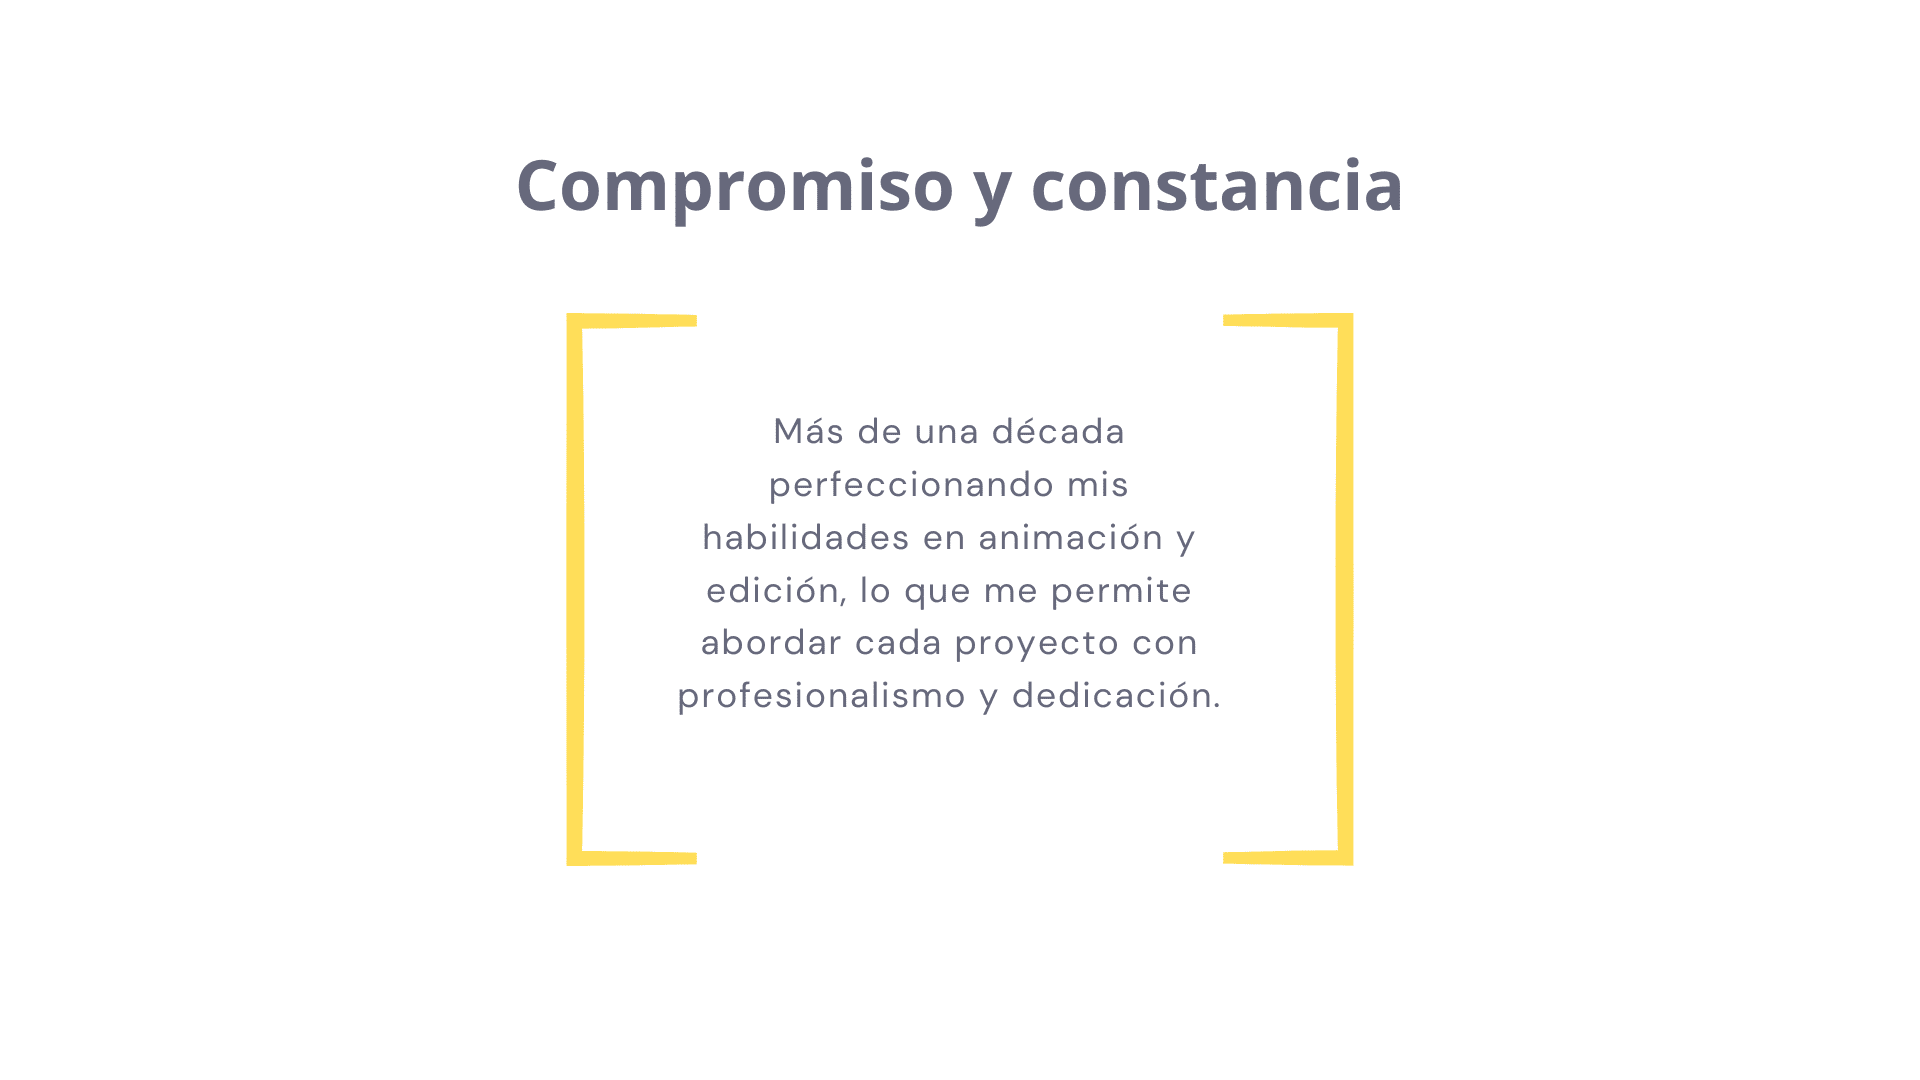 Compromiso y constancia
Más de una década
perfeccionando mis
habilidades en animación y
edición, lo que me permite
abordar cada proyecto con
profesionalismo y dedicación.